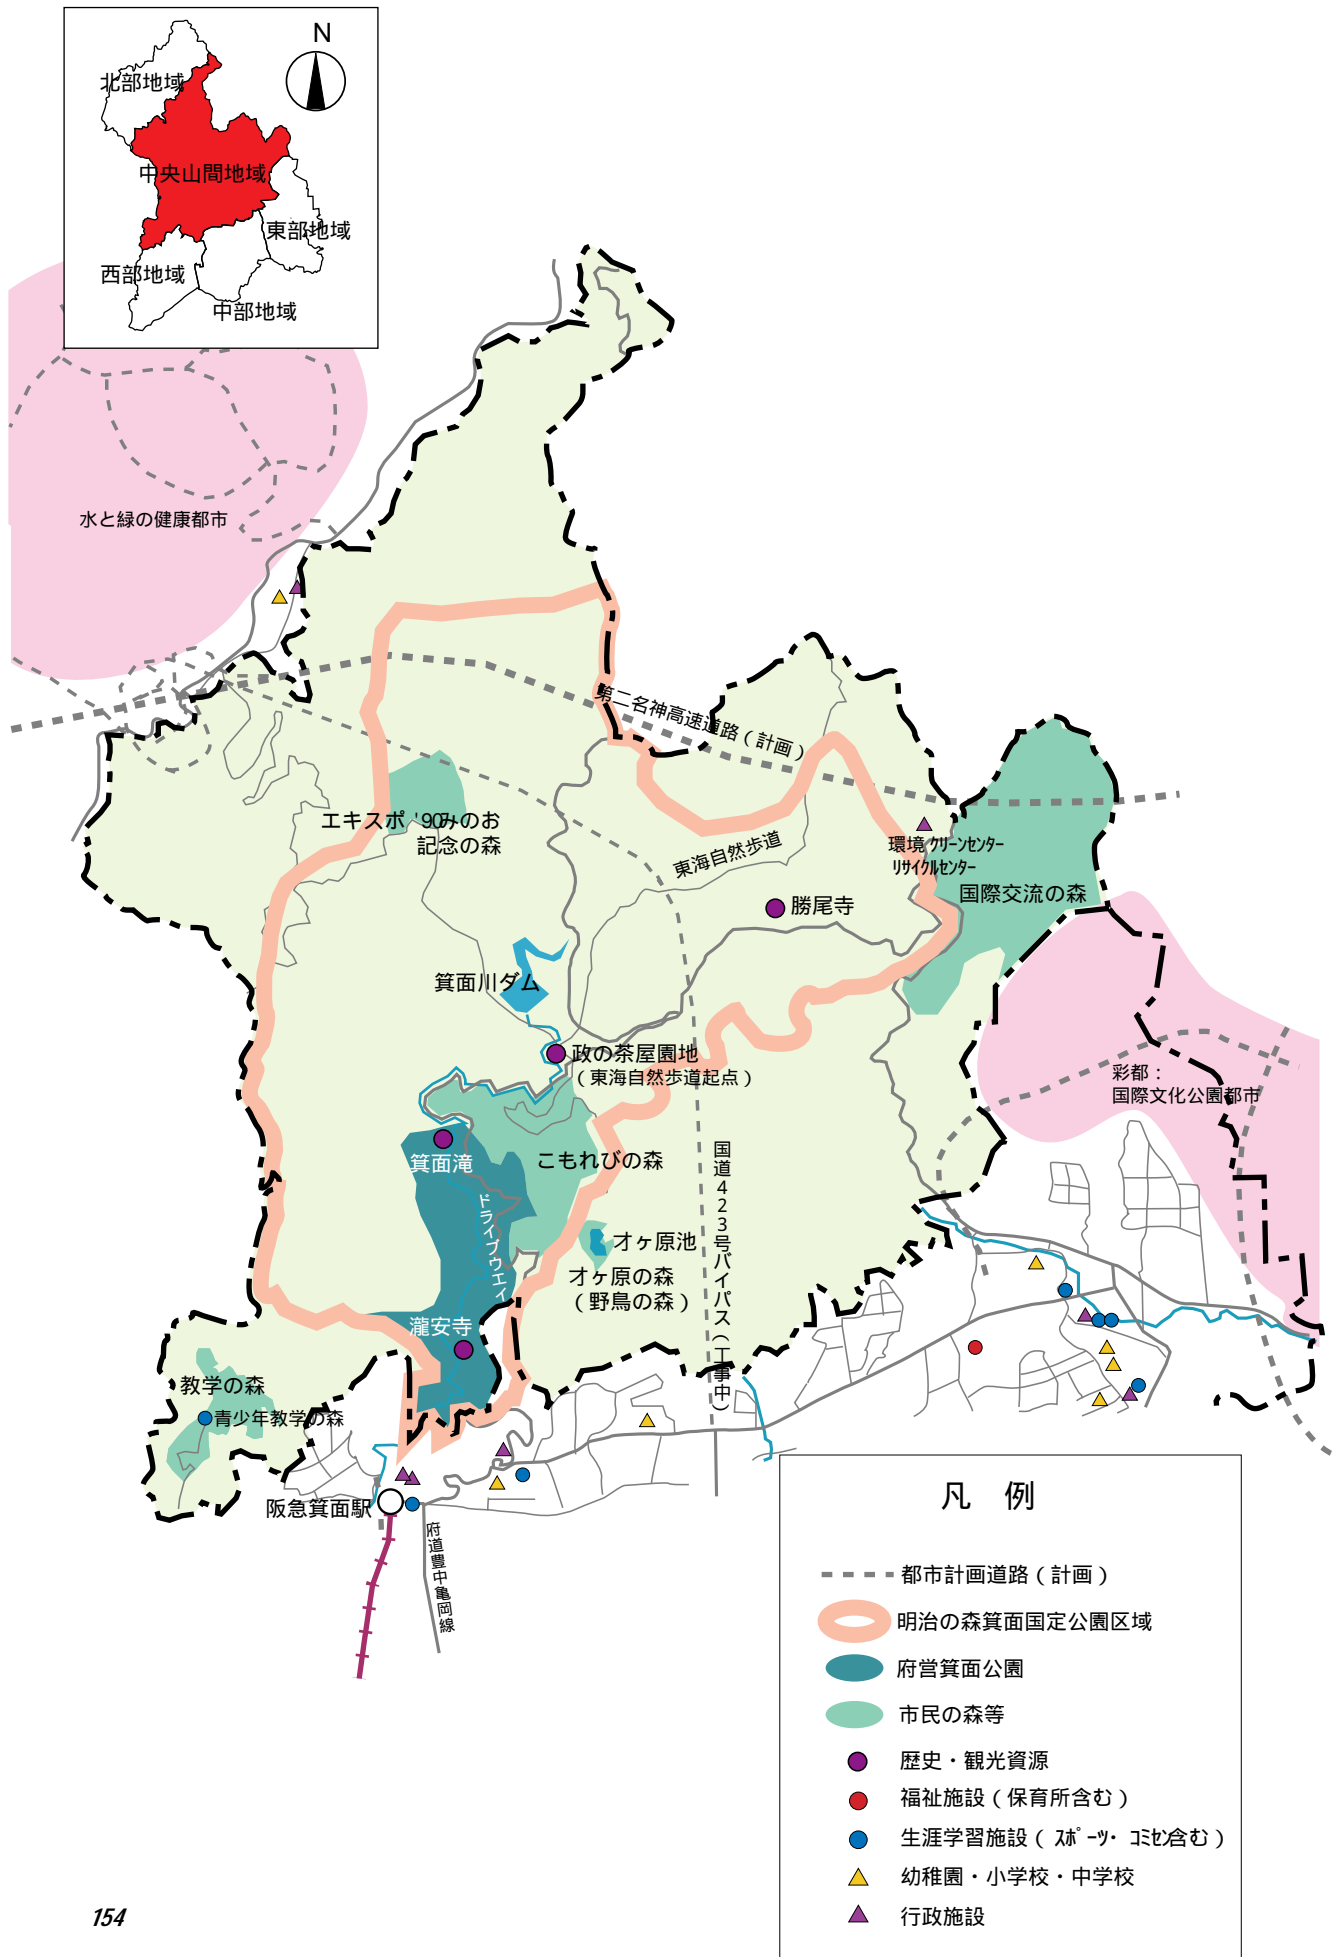 N
北部地域
中央山間地域
東部地域
西部地域
中部地域
水と緑の健康都市
第二名神高速道路(計画)
エキスポ '90みのお
記念の森
東海自然歩道
環境クリーンセンター
リサイクルセンター
国際交流の森
勝尾寺
箕面川ダム
政の茶屋園地
(東海自然歩道起点)
彩都:
国際文化公園都市
箕面滝
こもれびの森
国道423号バイパス(工事中)
ドライブウエイ
才ヶ原池
才ヶ原の森
(野鳥の森)
瀧安寺
教学の森
青少年教学の森
阪急箕面駅
府道豊中亀岡線
凡 例
都市計画道路(計画)
明治の森箕面国定公園区域
府営箕面公園
市民の森等
歴史・観光資源
福祉施設(保育所含む)
生涯学習施設(スポーツ・コミセン含む)
幼稚園・小学校・中学校
行政施設
154